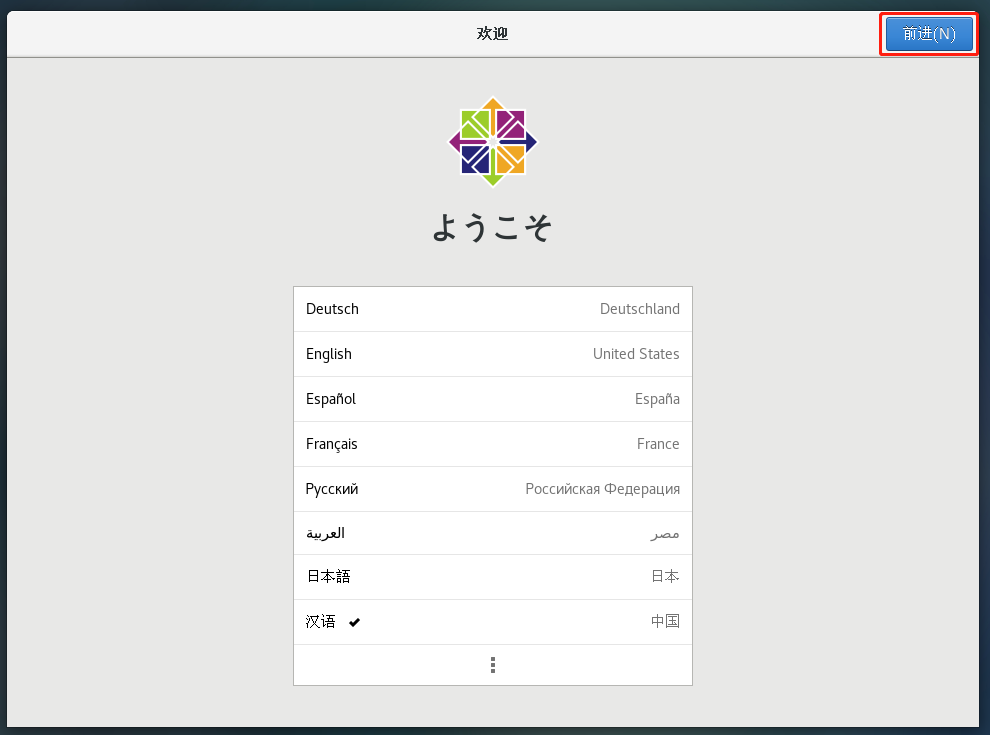 欢迎
前进(N)
ようこそ
Deutsch Deutschland
English United States
Español España
Français France
Русский Российская Федерация
العربية مصر
日本語 日本
汉语 中国